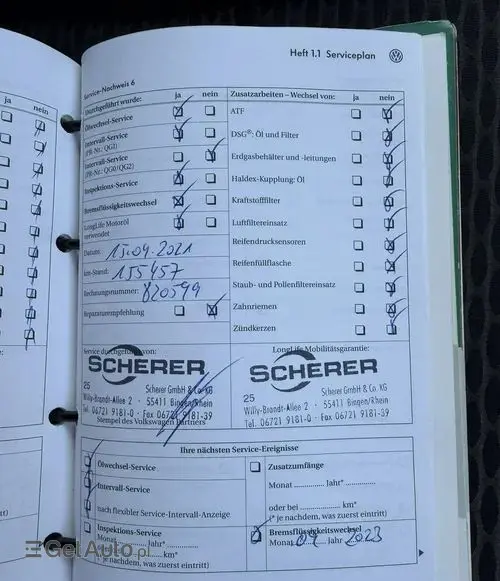 Heft 1.1 Serviceplan
Service-Nachweis 6
Durchgeführt wurde: ja nein
Ölwechsel-Service
Intervall-Service
(PR-Nr.: QG1)
Intervall-Service
(PR-Nr.: QG0/QG2)
Inspektions-Service
Bremsflüssigkeitswechsel
LongLife Motoröl
verwendet
Datum: 15.04.2021
km-Stand: 155457
Rechnungsnummer: 820599
Reparaturempfehlung
Zusatzarbeiten – Wechsel von: ja nein
ATF
DSG®: Öl und Filter
Erdgasbehälter und -leitungen
Haldex-Kupplung: Öl
Kraftstofffilter
Luftfiltereinsatz
Reifendrucksensoren
Reifenfüllflasche
Staub- und Pollenfiltereinsatz
Zahnriemen
Zündkerzen
ja nein
Service durchgeführt von:
SCHERER
25 Scherer GmbH & Co. KG
Willy-Brandt-Allee 2 · 55411 Bingen/Rhein
Tel. 06721 9181-0 · Fax 06721 9181-39
Stempel des Volkswagen Partners
LongLife Mobilitätsgarantie:
SCHERER
25 Scherer GmbH & Co. KG
Willy-Brandt-Allee 2 · 55411 Bingen/Rhein
Tel. 06721 9181-0 · Fax 06721 9181-39
Ihre nächsten Service-Ereignisse
Ölwechsel-Service
Intervall-Service
nach flexibler Service-Intervall-Anzeige
Inspektions-Service
Monat Jahr*
oder bei km*
(* je nachdem, was zuerst eintritt)
Zusatzumfänge
Monat Jahr*
oder bei km*
(* je nachdem, was zuerst eintritt)
Bremsflüssigkeitswechsel
Monat 04 Jahr 2023
GetAuto.pl